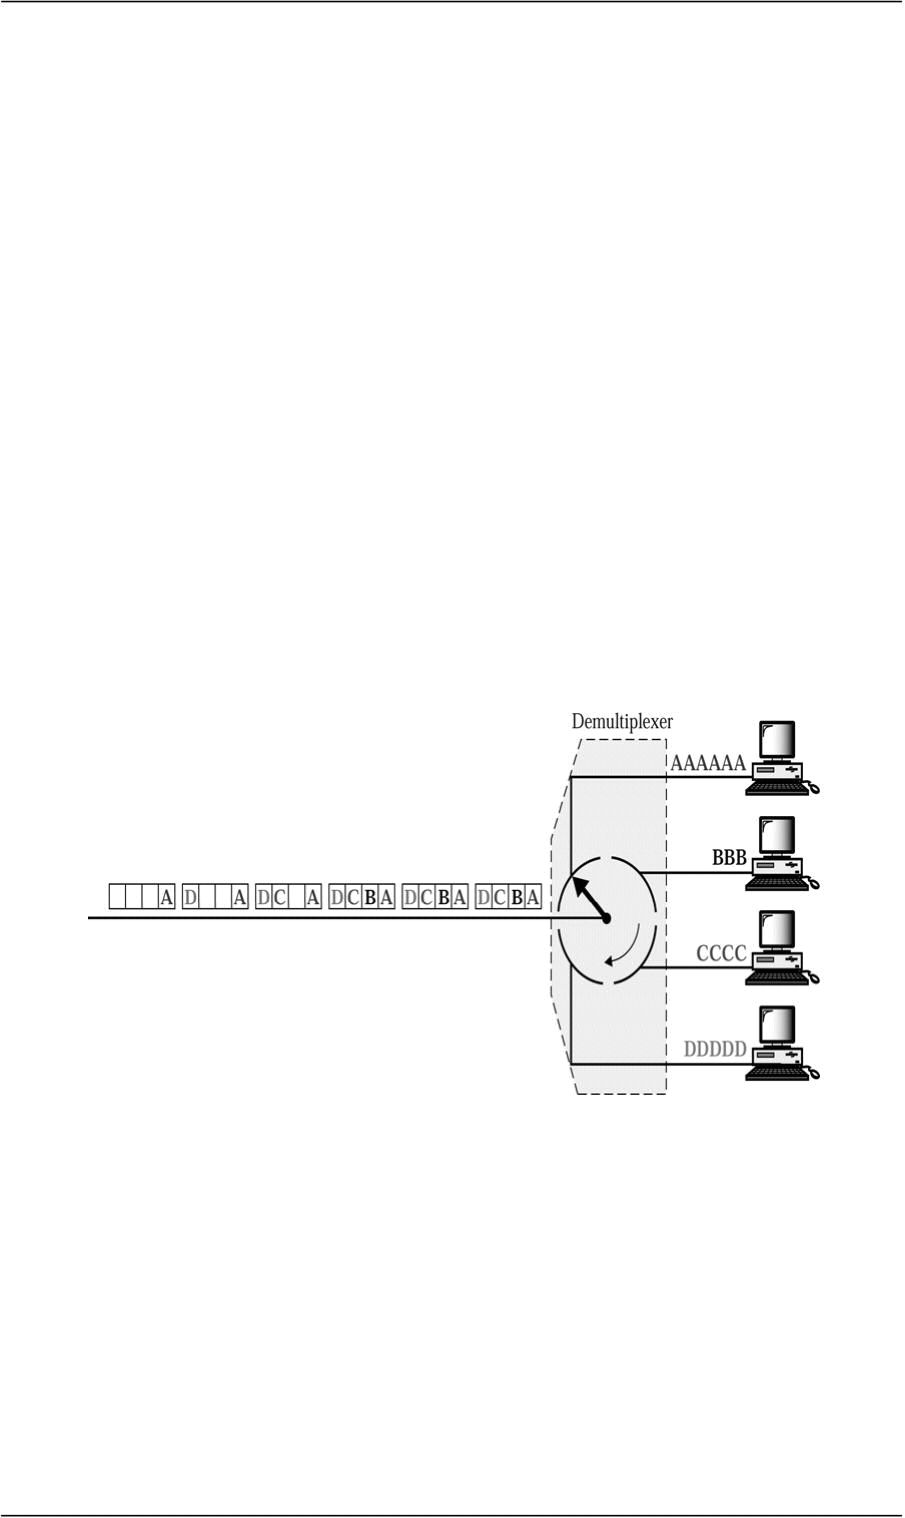 Demultiplexer
AAAAAA
BBB
A D A DC A DCBA DCBA DCBA
CCCC
DDDDD